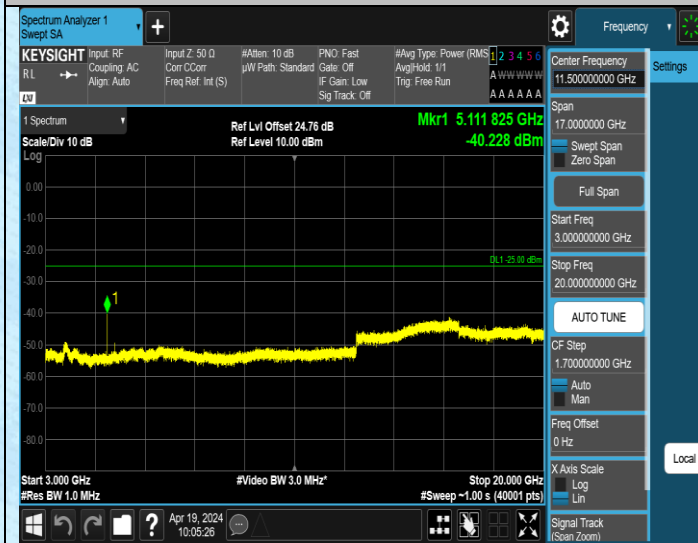 Spectrum Analyzer 1
Swept SA
+
Frequency
KEYSIGHT
RL
LXI
Input: RF
Coupling: AC
Align: Auto
Input Z: 50 Ω
Corr CCorr
Freq Ref: Int (S)
#Atten: 10 dB
µW Path: Standard
PNO: Fast
Gate: Off
IF Gain: Low
Sig Track: Off
#Avg Type: Power (RMS
Avg|Hold: 1/1
Trig: Free Run
1 2 3 4 5 6
A W W W W W
A A A A A A
Center Frequency
11.500000000 GHz
Settings
Span
17.0000000 GHz
Swept Span
Zero Span
Full Span
Start Freq
3.000000000 GHz
Stop Freq
20.000000000 GHz
AUTO TUNE
CF Step
1.700000000 GHz
Auto
Man
Freq Offset
0 Hz
X Axis Scale
Log
Lin
Signal Track
(Span Zoom)
Local
1 Spectrum
Scale/Div 10 dB
Log
Ref Lvl Offset 24.76 dB
Ref Level 10.00 dBm
Mkr1 5.111 825 GHz
-40.228 dBm
0.00
-10.0
-20.0
DL1 -25.00 dBm
-30.0
1
-40.0
-50.0
-60.0
-70.0
-80.0
Start 3.000 GHz
#Video BW 3.0 MHz*
Stop 20.000 GHz
#Res BW 1.0 MHz
#Sweep ~1.00 s (40001 pts)
?
Apr 19, 2024
10:05:26